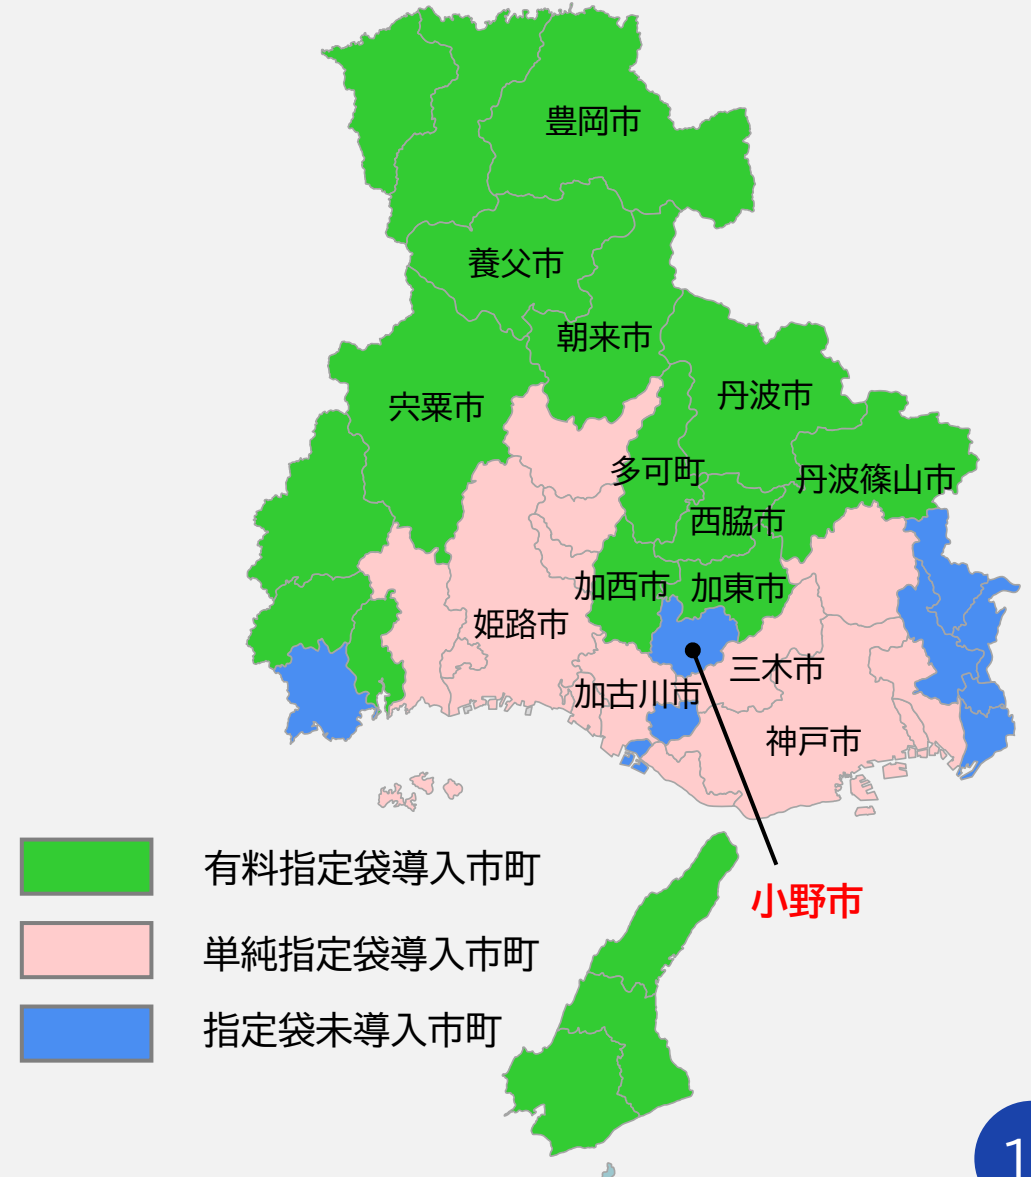 豊岡市
養父市
朝来市
宍粟市
丹波市
多可町
丹波篠山市
西脇市
加西市
加東市
姫路市
三木市
加古川市
神戸市
有料指定袋導入市町
小野市
単純指定袋導入市町
指定袋未導入市町
1